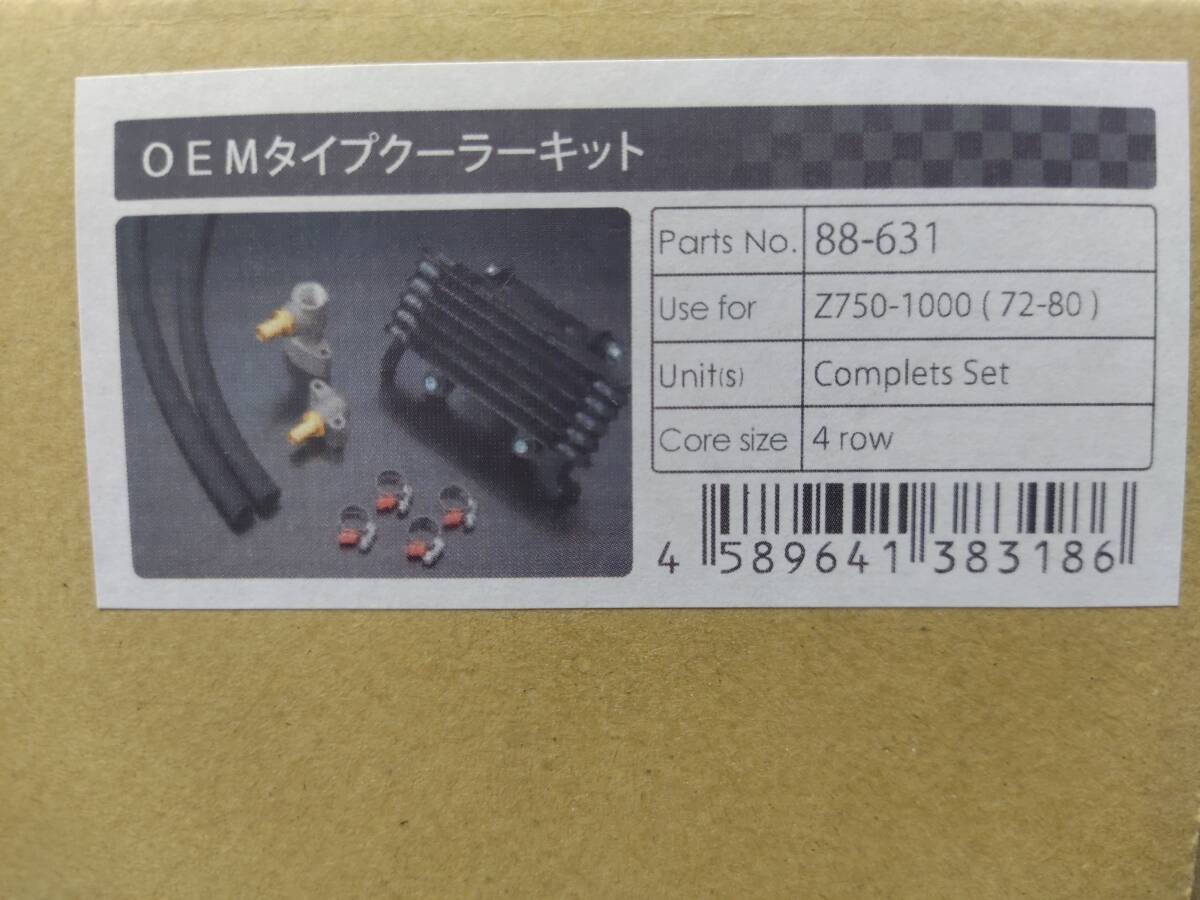 OEMタイプクーラーキット
Parts No. 88-631
Use for Z750-1000 ( 72-80 )
Unit(s) Complets Set
Core size 4 row
4 589641 383186